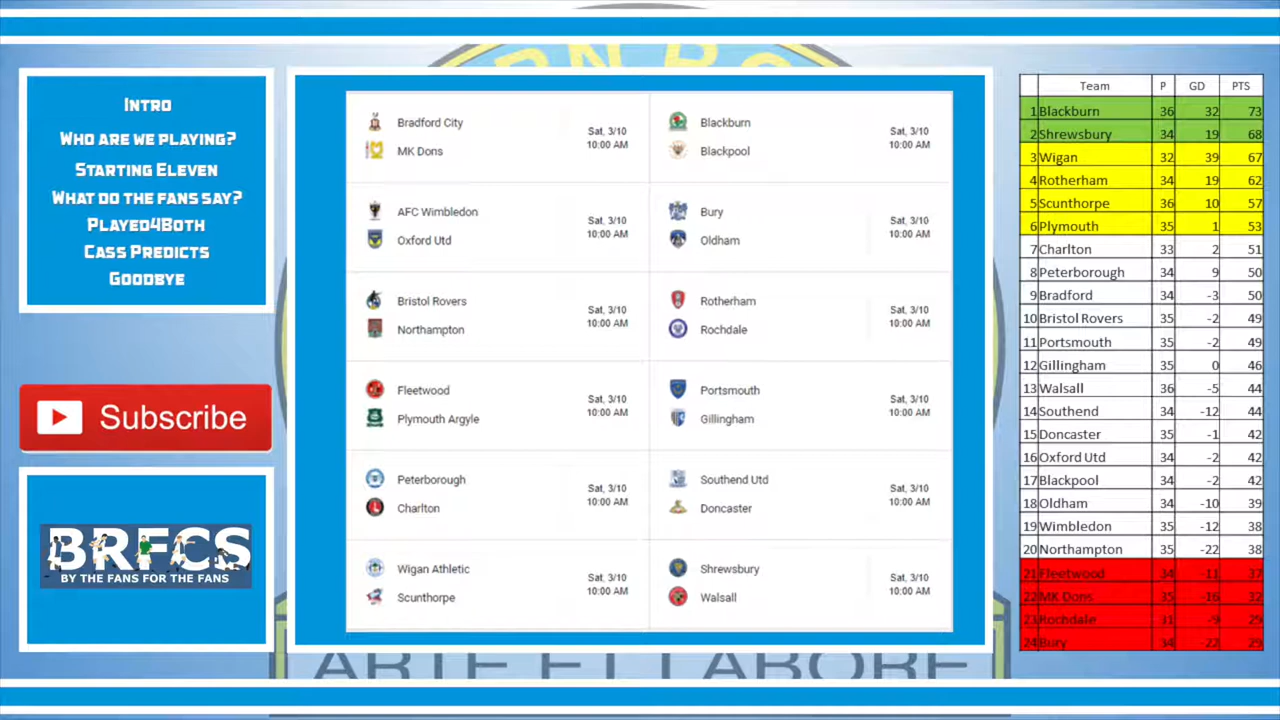 RN RO
Intro
Who are we playing?
Starting Eleven
What do the fans say?
Played4Both
Cass Predicts
Goodbye
Subscribe
BRFCS
BY THE FANS FOR THE FANS
Bradford City
MK Dons
Sat, 3/10
10:00 AM
Blackburn
Blackpool
Sat, 3/10
10:00 AM
AFC Wimbledon
Oxford Utd
Sat, 3/10
10:00 AM
Bury
Oldham
Sat, 3/10
10:00 AM
Bristol Rovers
Northampton
Sat, 3/10
10:00 AM
Rotherham
Rochdale
Sat, 3/10
10:00 AM
Fleetwood
Plymouth Argyle
Sat, 3/10
10:00 AM
Portsmouth
Gillingham
Sat, 3/10
10:00 AM
Peterborough
Charlton
Sat, 3/10
10:00 AM
Southend Utd
Doncaster
Sat, 3/10
10:00 AM
Wigan Athletic
Scunthorpe
Sat, 3/10
10:00 AM
Shrewsbury
Walsall
Sat, 3/10
10:00 AM
Team P GD PTS
1 Blackburn 36 32 73
2 Shrewsbury 34 19 68
3 Wigan 32 39 67
4 Rotherham 34 19 62
5 Scunthorpe 36 10 57
6 Plymouth 35 1 53
7 Charlton 33 2 51
8 Peterborough 34 9 50
9 Bradford 34 -3 50
10 Bristol Rovers 35 -2 49
11 Portsmouth 35 -2 49
12 Gillingham 35 0 46
13 Walsall 36 -5 44
14 Southend 34 -12 44
15 Doncaster 35 -1 42
16 Oxford Utd 34 -2 42
17 Blackpool 34 -2 42
18 Oldham 34 -10 39
19 Wimbledon 35 -12 38
20 Northampton 35 -22 38
21 Fleetwood 34 -11 37
22 MK Dons 35 -16 32
23 Rochdale 31 -9 29
24 Bury 34 -22 29
ARTE ET LABORE